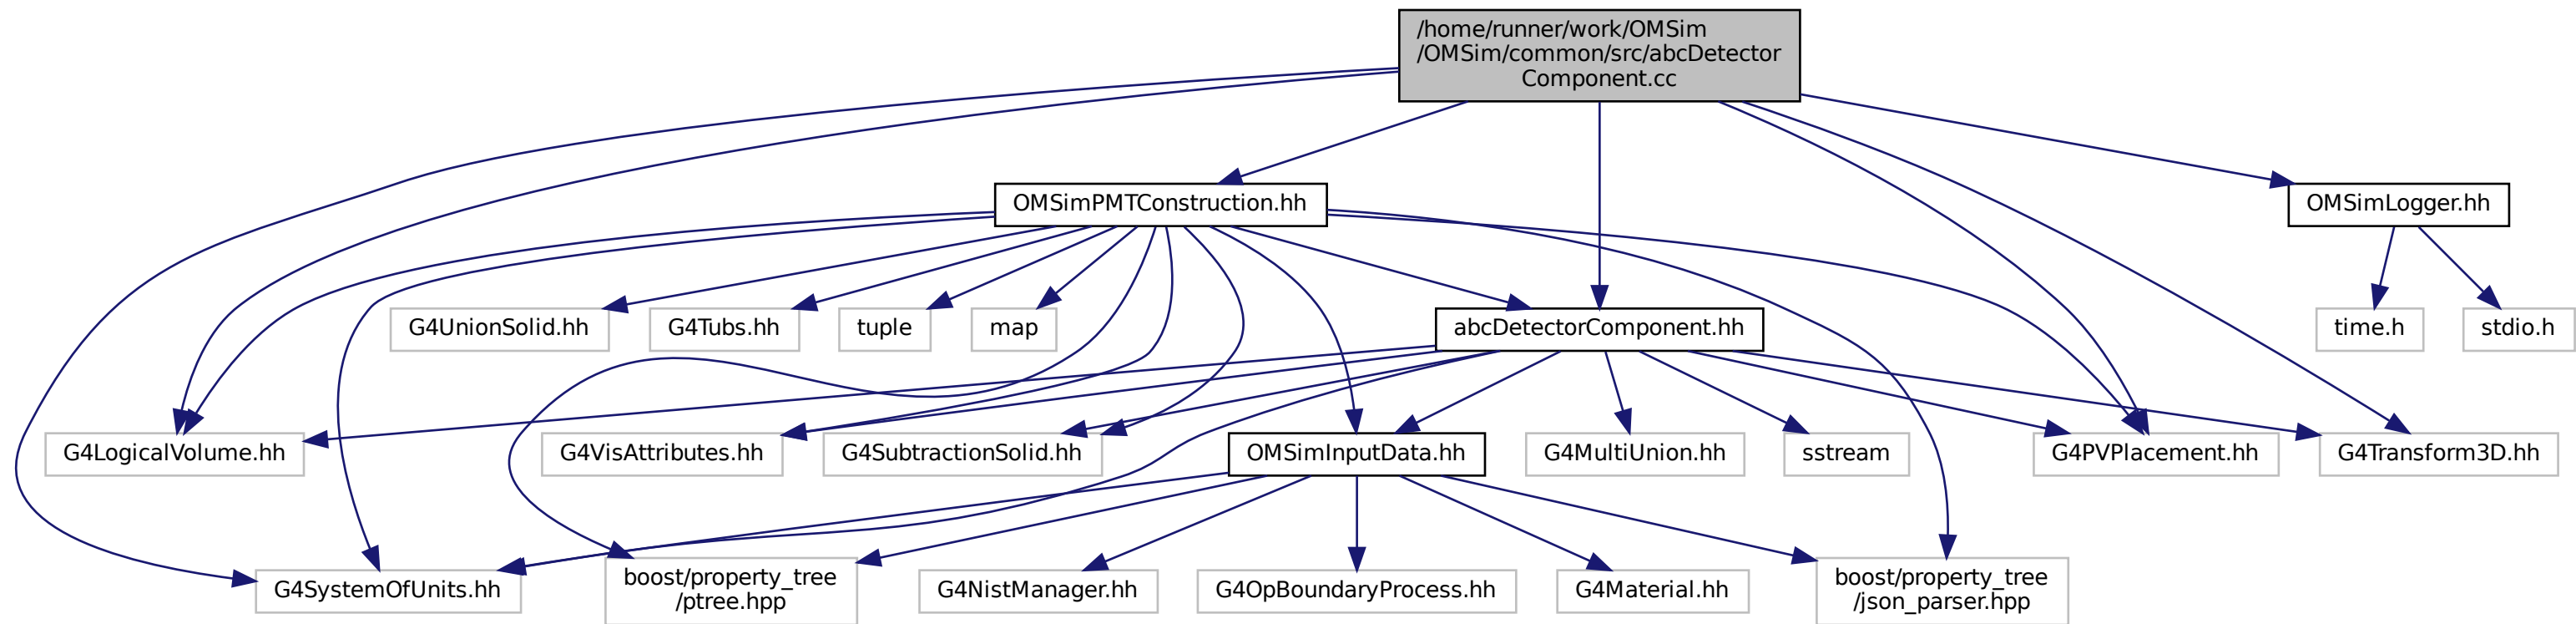 /home/runner/work/OMSim
/OMSim/common/src/abcDetector
Component.cc
OMSimPMTConstruction.hh
OMSimLogger.hh
G4UnionSolid.hh
G4Tubs.hh
tuple
map
abcDetectorComponent.hh
time.h
stdio.h
G4LogicalVolume.hh
G4VisAttributes.hh
G4SubtractionSolid.hh
OMSimInputData.hh
G4MultiUnion.hh
sstream
G4PVPlacement.hh
G4Transform3D.hh
G4SystemOfUnits.hh
boost/property_tree
/ptree.hpp
G4NistManager.hh
G4OpBoundaryProcess.hh
G4Material.hh
boost/property_tree
/json_parser.hpp